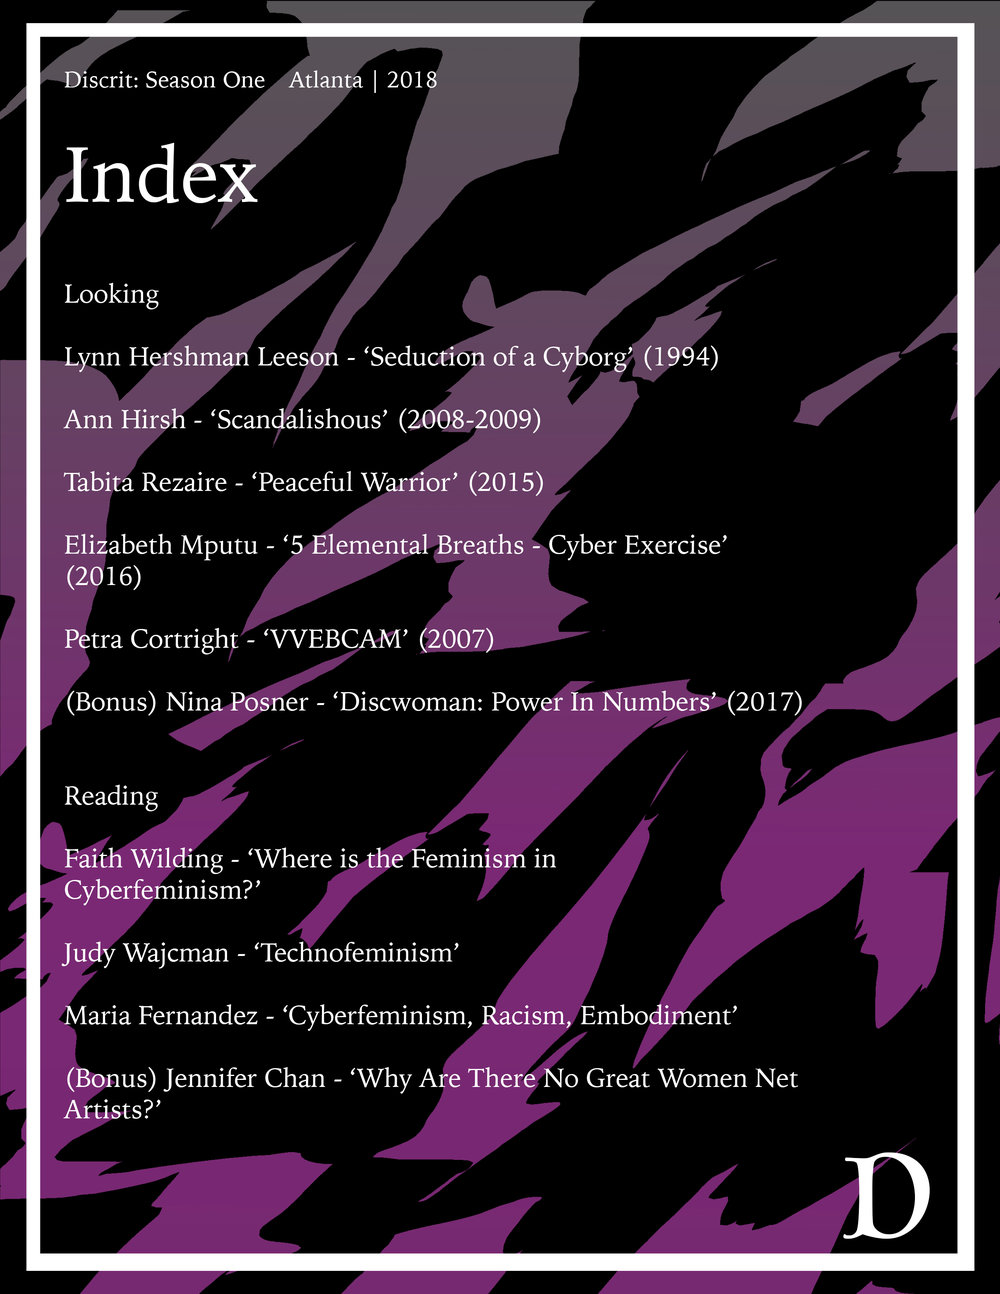 Discrit: Season One    Atlanta | 2018
Index
Looking
Lynn Hershman Leeson - ‘Seduction of a Cyborg’ (1994)
Ann Hirsh - ‘Scandalishous’ (2008-2009)
Tabita Rezaire - ‘Peaceful Warrior’ (2015)
Elizabeth Mputu - ‘5 Elemental Breaths - Cyber Exercise’
(2016)
Petra Cortright - ‘VVEBCAM’ (2007)
(Bonus) Nina Posner - ‘Discwoman: Power In Numbers’ (2017)
Reading
Faith Wilding - ‘Where is the Feminism in
Cyberfeminism?’
Judy Wajcman - ‘Technofeminism’
Maria Fernandez - ‘Cyberfeminism, Racism, Embodiment’
(Bonus) Jennifer Chan - ‘Why Are There No Great Women Net
Artists?’
D